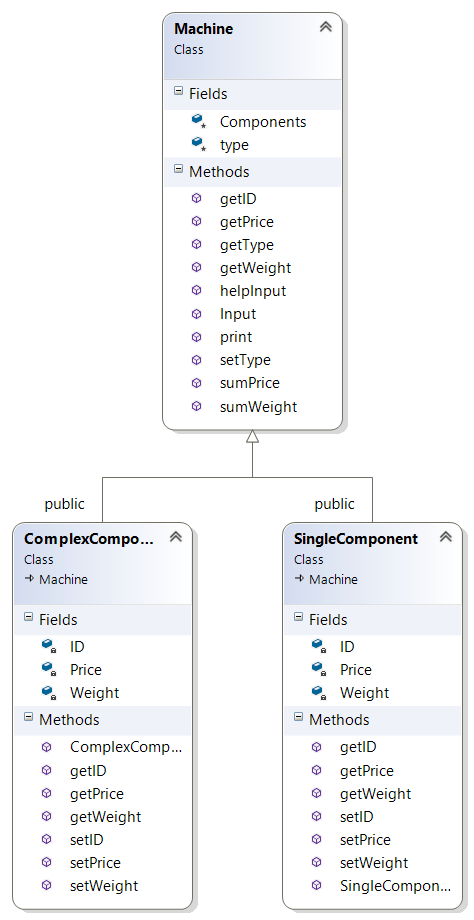 Machine
Class
Fields
Components
type
Methods
getID
getPrice
getType
getWeight
helpInput
Input
print
setType
sumPrice
sumWeight
public
public
ComplexCompo...
Class
Machine
Fields
ID
Price
Weight
Methods
ComplexComp...
getID
getPrice
getWeight
setID
setPrice
setWeight
SingleComponent
Class
Machine
Fields
ID
Price
Weight
Methods
getID
getPrice
getWeight
setID
setPrice
setWeight
SingleCompon...